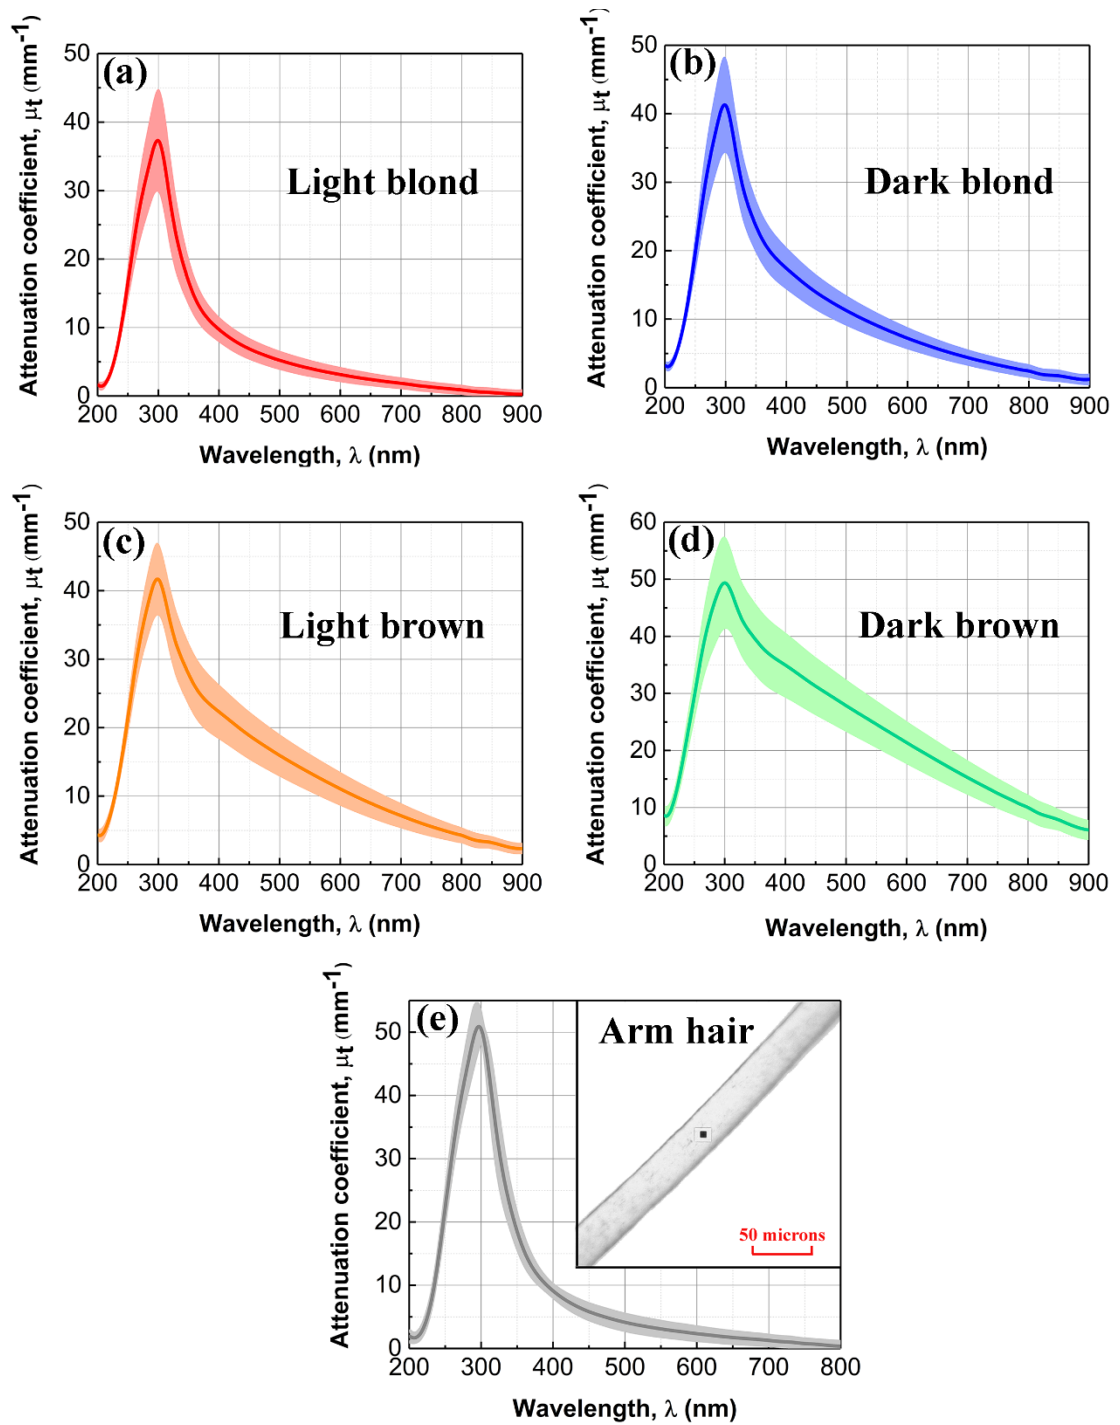 (a)
Light blond
Attenuation coefficient, μt (mm-1)
50
40
30
20
10
0
200 300 400 500 600 700 800 900
Wavelength, λ (nm)
(b)
Dark blond
Attenuation coefficient, μt (mm-1)
50
40
30
20
10
0
200 300 400 500 600 700 800 900
Wavelength, λ (nm)
(c)
Light brown
Attenuation coefficient, μt (mm-1)
50
40
30
20
10
0
200 300 400 500 600 700 800 900
Wavelength, λ (nm)
(d)
Dark brown
Attenuation coefficient, μt (mm-1)
60
50
40
30
20
10
0
200 300 400 500 600 700 800 900
Wavelength, λ (nm)
(e)
Arm hair
50 microns
Attenuation coefficient, μt (mm-1)
50
40
30
20
10
0
200 300 400 500 600 700 800
Wavelength, λ (nm)